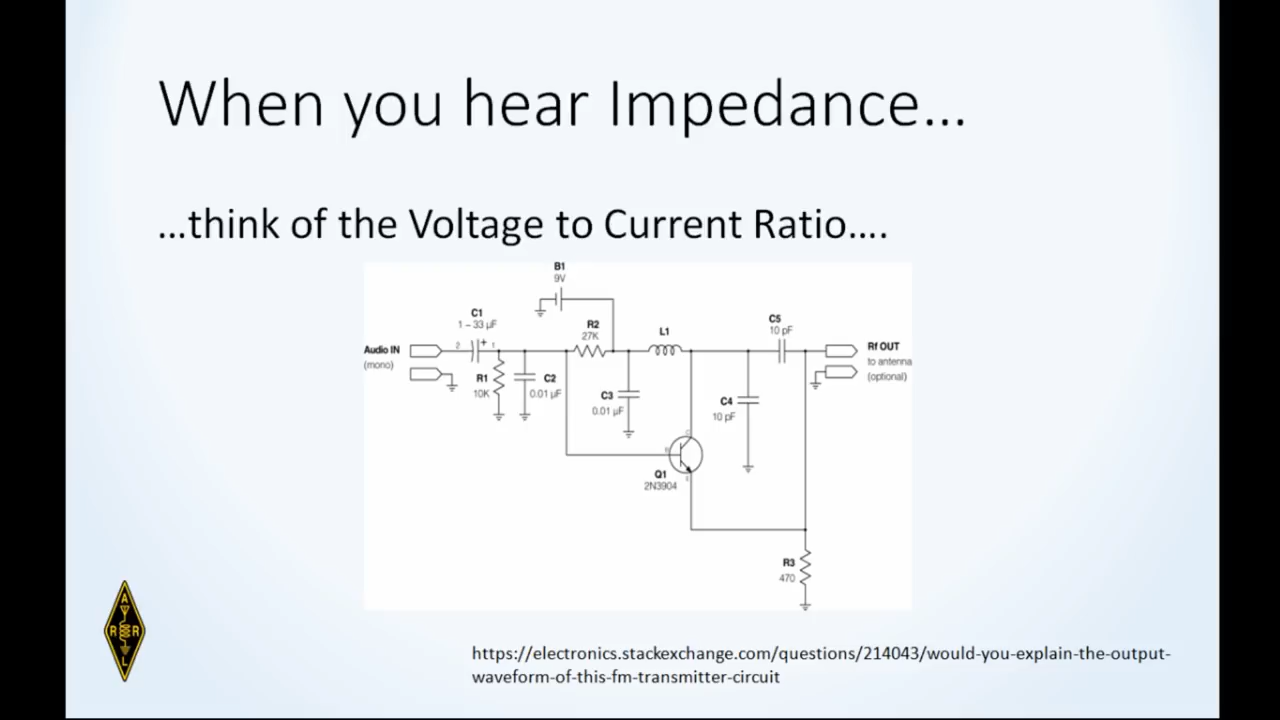 When you hear Impedance...
...think of the Voltage to Current Ratio....
B1
9V
C1
1 – 33 µF
R2
27K
L1
C5
10 pF
Audio IN
(mono)
2
+
1
Rf OUT
to antenna
(optional)
R1
10K
C2
0.01 µF
C3
0.01 µF
C4
10 pF
C
B
E
Q1
2N3904
R3
470
A
R R
L
https://electronics.stackexchange.com/questions/214043/would-you-explain-the-output-
waveform-of-this-fm-transmitter-circuit